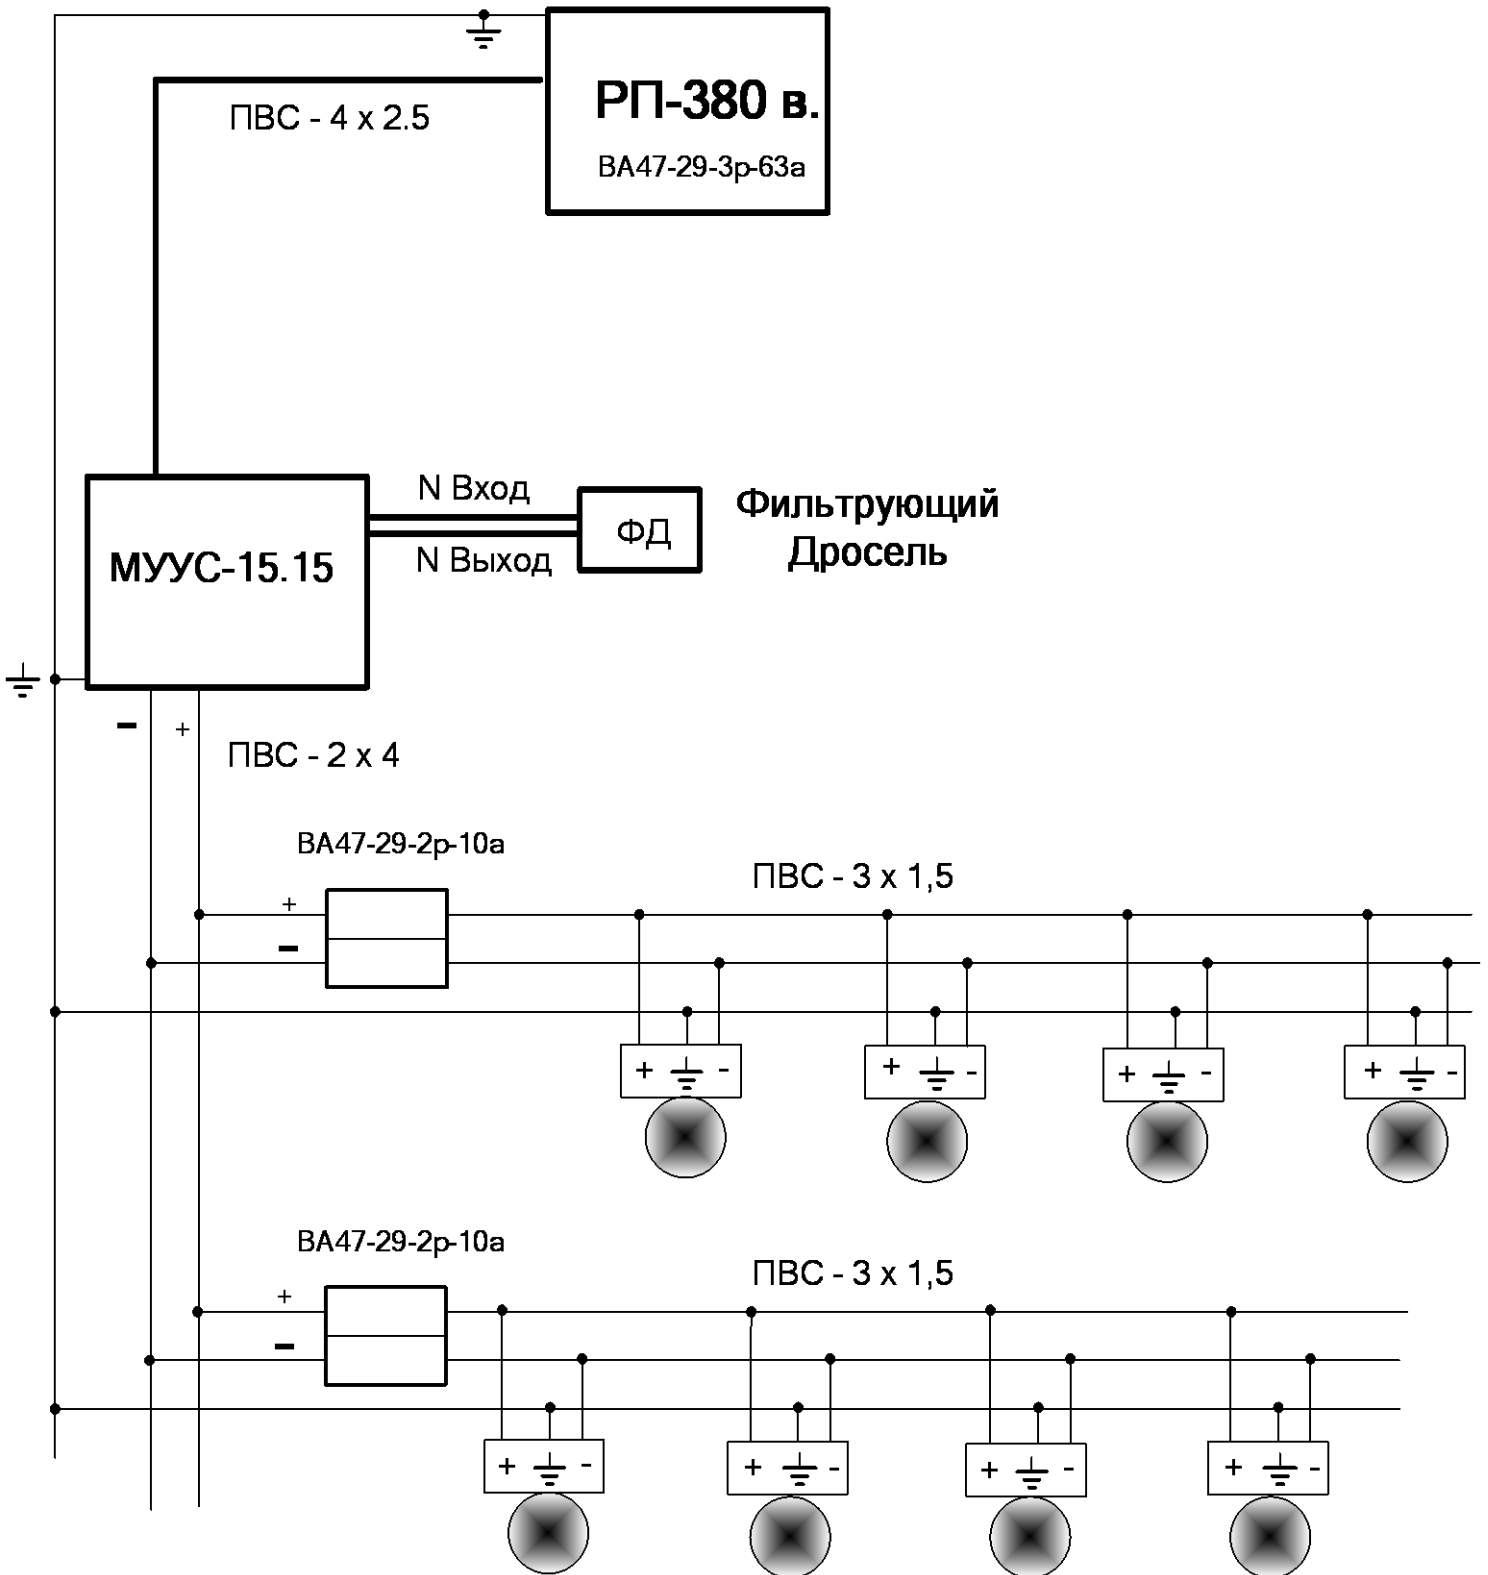 РП-380 в.
ПВС - 4 х 2.5
ВА47-29-3р-63а
N Вход
Фильтрующий
ФД
Дросель
N Выход
МУУС-15.15
- +
ПВС - 2 х 4
ВА47-29-2р-10а
ПВС - 3 х 1,5
+
-
+ -
+ -
+ -
+ -
ВА47-29-2р-10а
ПВС - 3 х 1,5
+
-
+ -
+ -
+ -
+ -